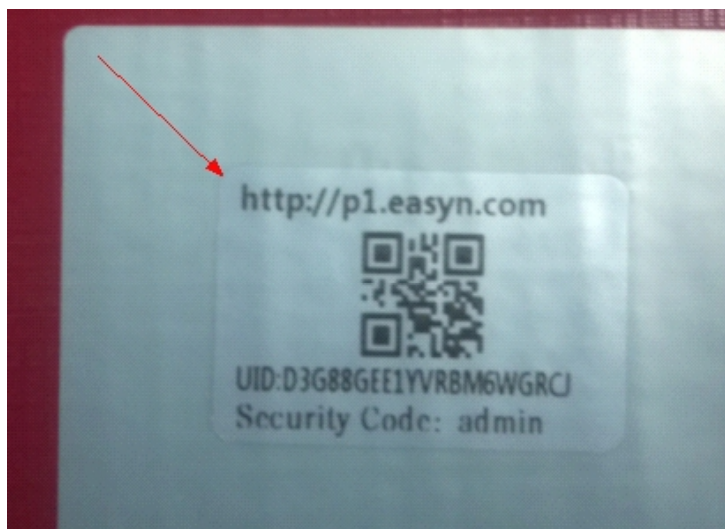 http://p1.easyn.com
UID:D3G88GEE1YVRBM6WGRCJ
Security Code: admin